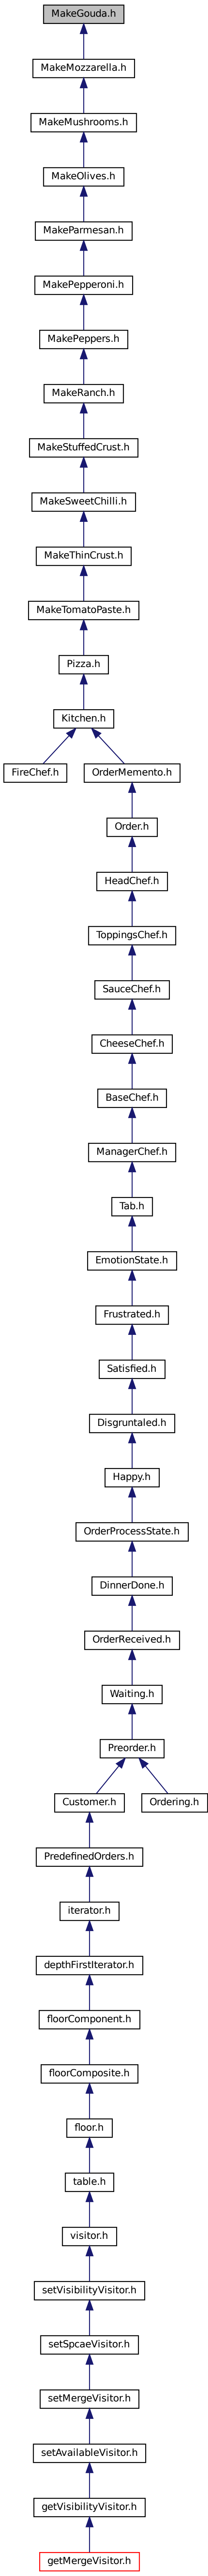 MakeGouda.h
MakeMozzarella.h
MakeMushrooms.h
MakeOlives.h
MakeParmesan.h
MakePepperoni.h
MakePeppers.h
MakeRanch.h
MakeStuffedCrust.h
MakeSweetChilli.h
MakeThinCrust.h
MakeTomatoPaste.h
Pizza.h
Kitchen.h
FireChef.h
OrderMemento.h
Order.h
HeadChef.h
ToppingsChef.h
SauceChef.h
CheeseChef.h
BaseChef.h
ManagerChef.h
Tab.h
EmotionState.h
Frustrated.h
Satisfied.h
Disgruntaled.h
Happy.h
OrderProcessState.h
DinnerDone.h
OrderReceived.h
Waiting.h
Preorder.h
Customer.h
Ordering.h
PredefinedOrders.h
iterator.h
depthFirstIterator.h
floorComponent.h
floorComposite.h
floor.h
table.h
visitor.h
setVisibilityVisitor.h
setSpcaeVisitor.h
setMergeVisitor.h
setAvailableVisitor.h
getVisibilityVisitor.h
getMergeVisitor.h